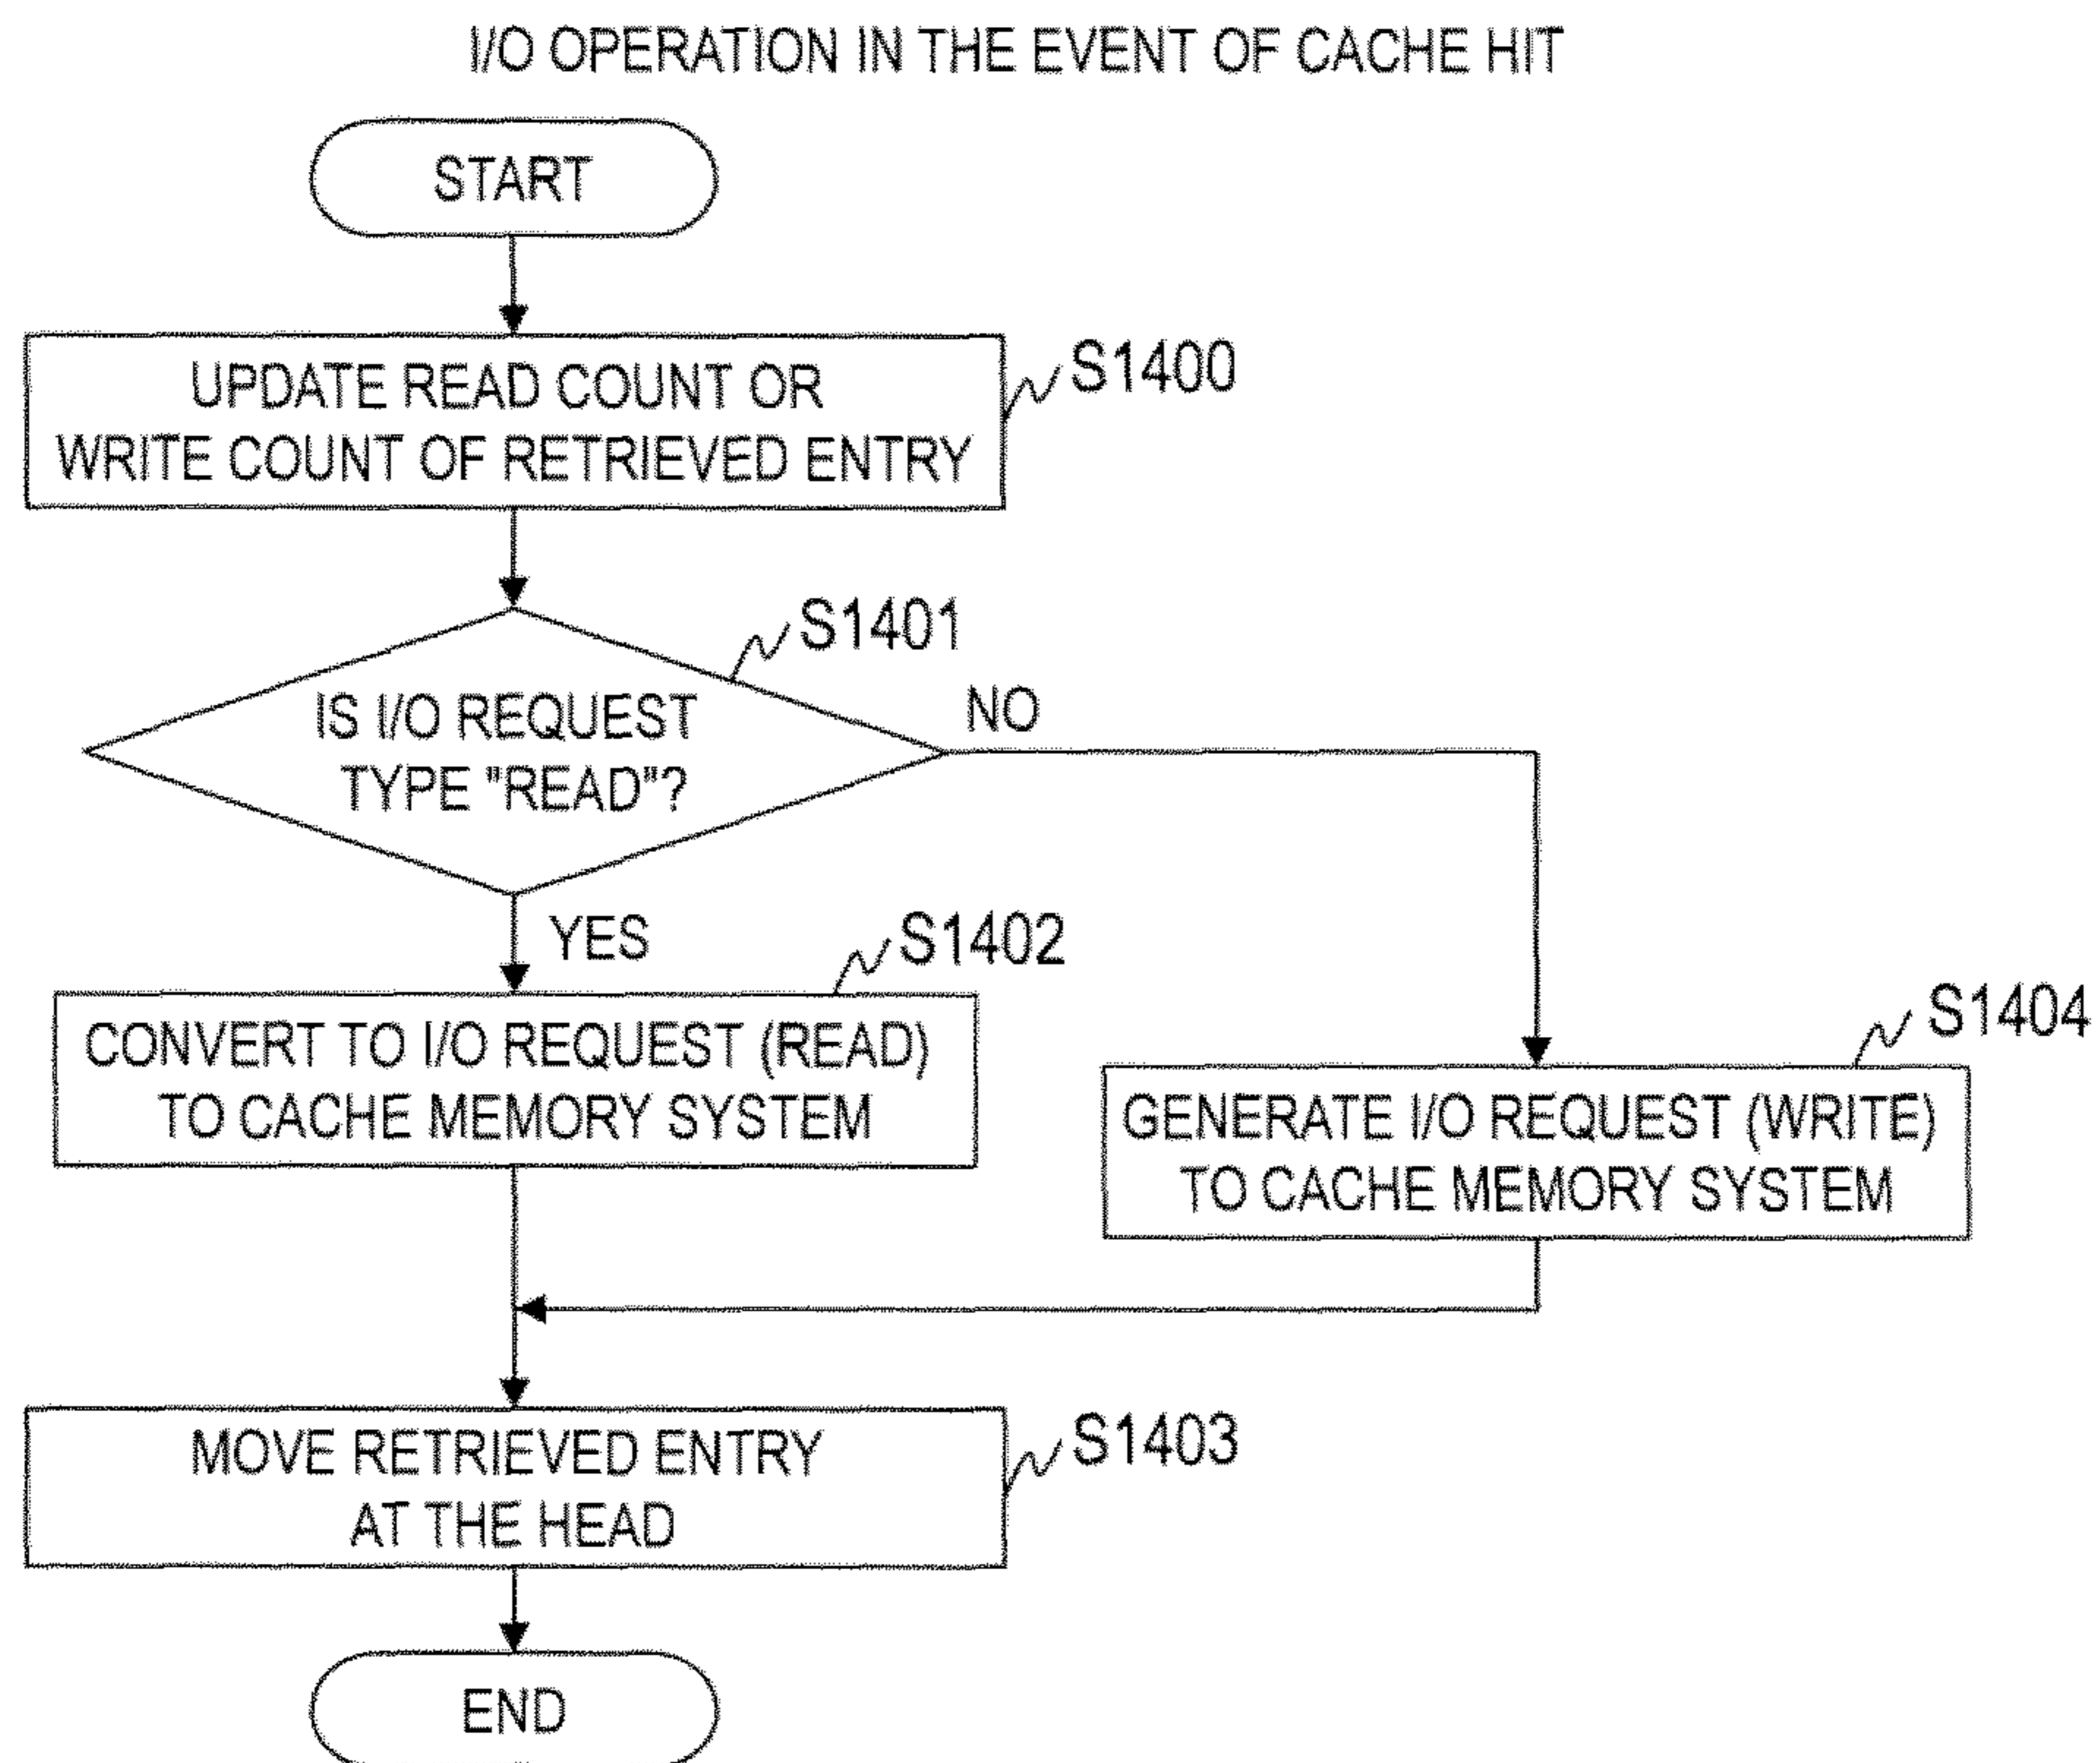 I/O OPERATION IN THE EVENT OF CACHE HIT
START
UPDATE READ COUNT OR
WRITE COUNT OF RETRIEVED ENTRY
S1400
S1401
IS I/O REQUEST
TYPE "READ"?
NO
YES
S1402
CONVERT TO I/O REQUEST (READ)
TO CACHE MEMORY SYSTEM
S1404
GENERATE I/O REQUEST (WRITE)
TO CACHE MEMORY SYSTEM
MOVE RETRIEVED ENTRY
AT THE HEAD
S1403
END